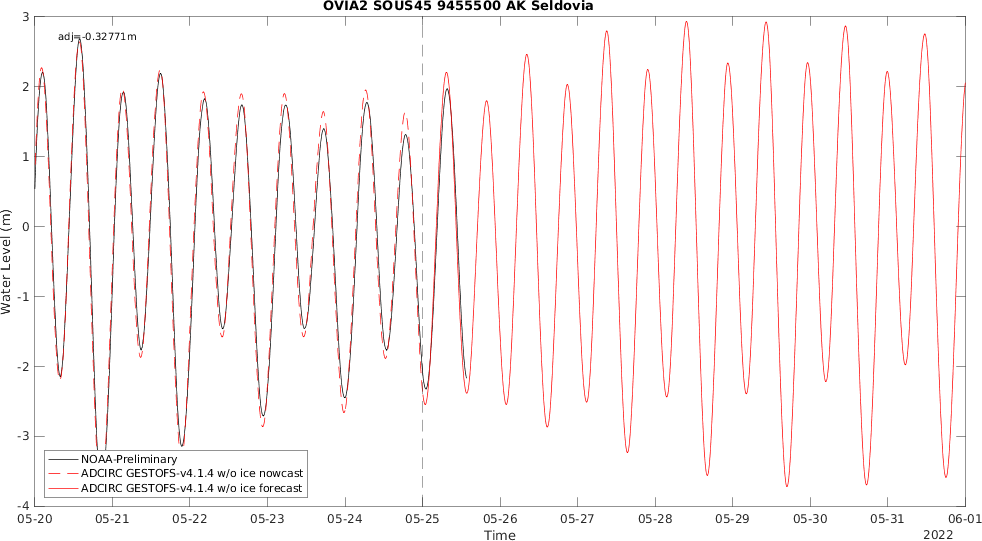 OVIA2 SOUS45 9455500 AK Seldovia
adj=-0.32771m
3
2
1
0
-1
-2
-3
-4
Water Level (m)
NOAA-Preliminary
ADCIRC GESTOFS-v4.1.4 w/o ice nowcast
ADCIRC GESTOFS-v4.1.4 w/o ice forecast
05-20 05-21 05-22 05-23 05-24 05-25 05-26 05-27 05-28 05-29 05-30 05-31 06-01
Time
2022